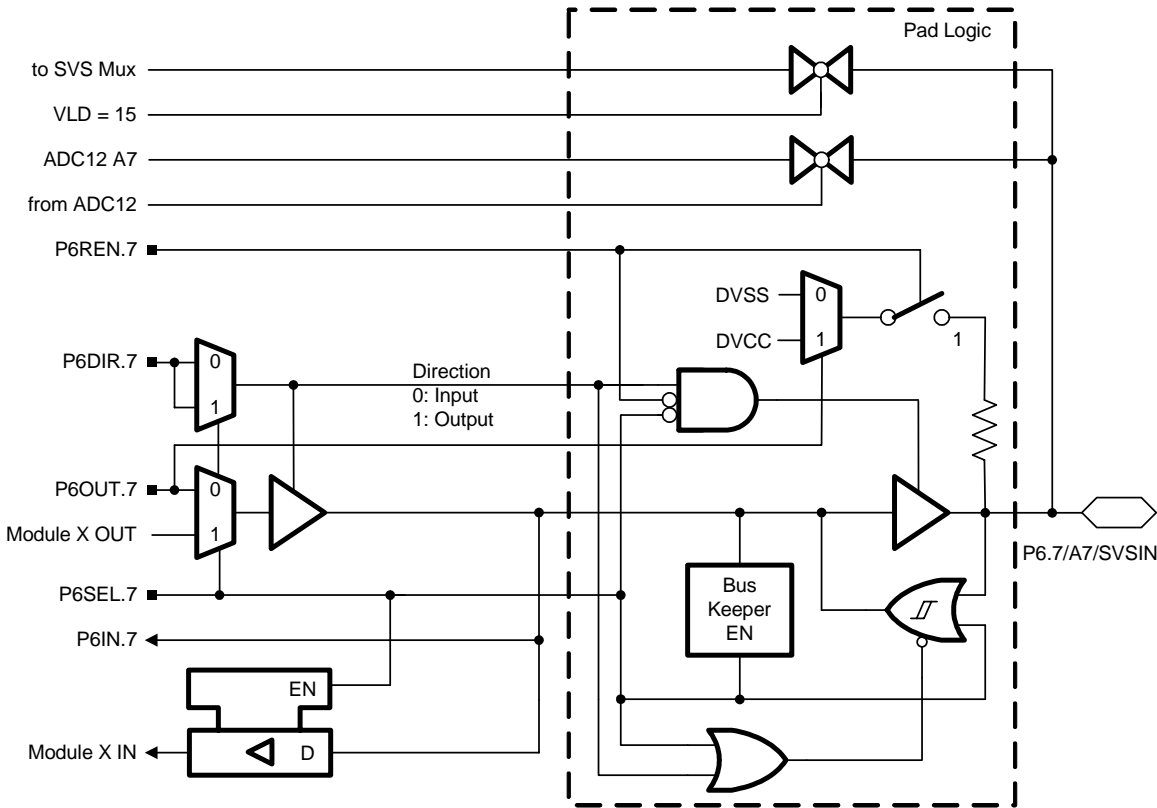 Pad Logic
to SVS Mux
VLD = 15
ADC12 A7
from ADC12
P6REN.7
DVSS
0
DVCC
1
1
P6DIR.7
0
1
Direction
0: Input
1: Output
P6OUT.7
0
Module X OUT
1
P6.7/A7/SVSIN
P6SEL.7
Bus
Keeper
EN
P6IN.7
EN
Module X IN
D